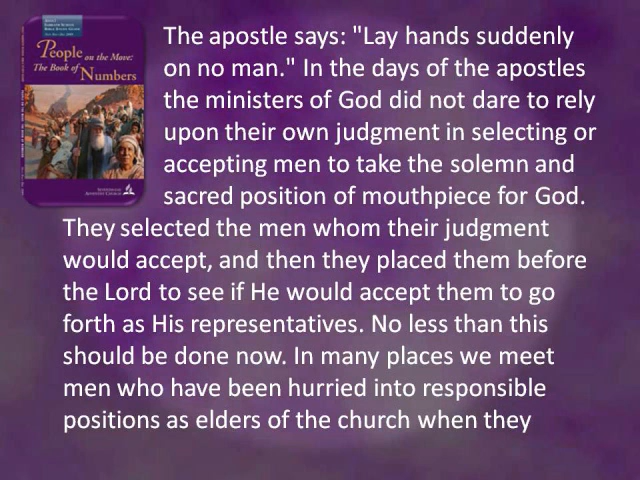 People on the Move:
The Book of Numbers
The apostle says: "Lay hands suddenly
on no man." In the days of the apostles
the ministers of God did not dare to rely
upon their own judgment in selecting or
accepting men to take the solemn and
sacred position of mouthpiece for God.
They selected the men whom their judgment
would accept, and then they placed them before
the Lord to see if He would accept them to go
forth as His representatives. No less than this
should be done now. In many places we meet
men who have been hurried into responsible
positions as elders of the church when they